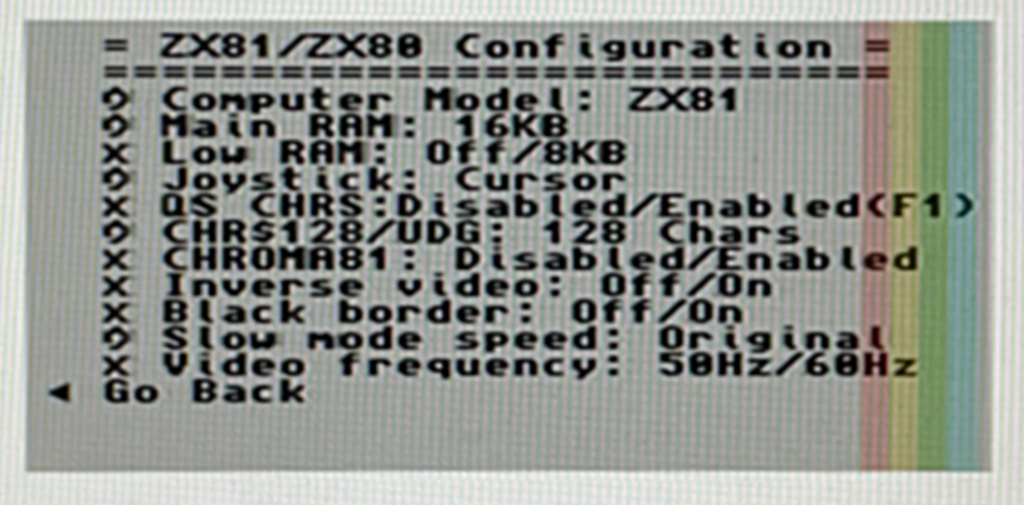 = ZX81/ZX80 Configuration =
===========================
Computer Model: ZX81
Main RAM: 16KB
x Low RAM: Off/8KB
Joystick: Cursor
x QS CHRS:Disabled/Enabled(F1)
CHR$128/UDG: 128 Chars
x CHROMA81: Disabled/Enabled
x Inverse video: Off/On
x Black border: Off/On
Slow mode speed: Original
x Video frequency: 50Hz/60Hz
◄ Go Back